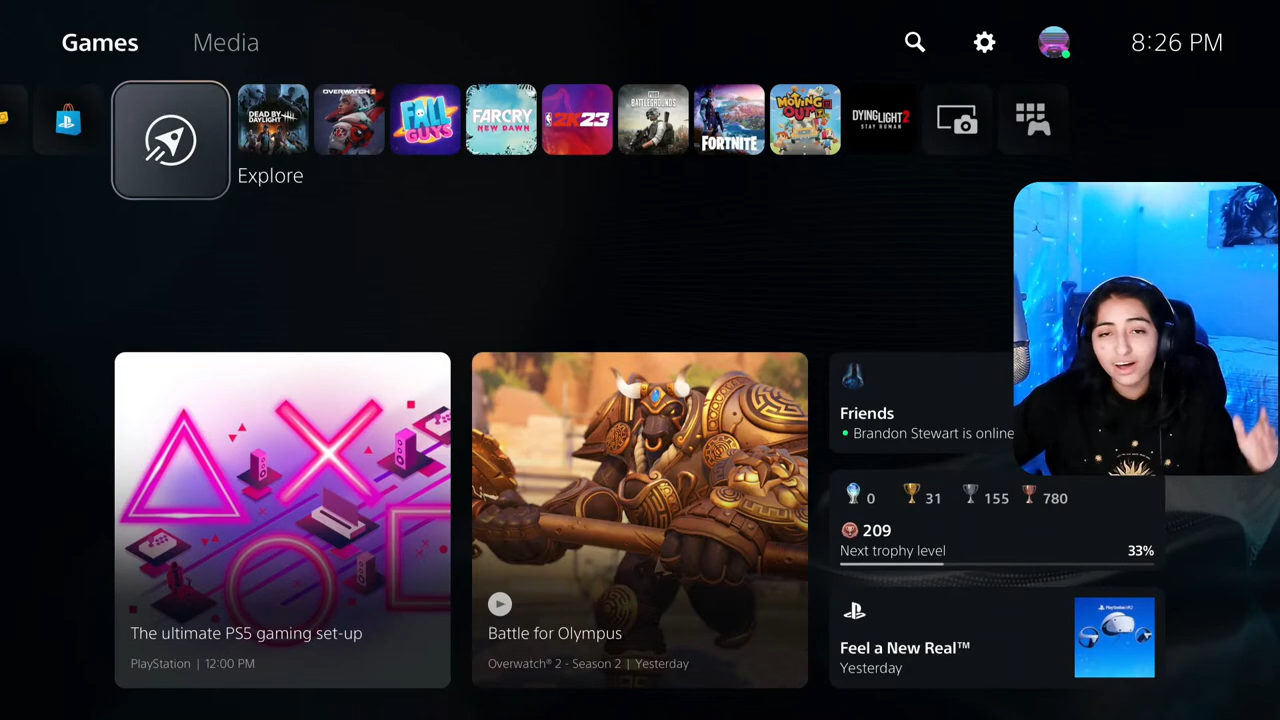 Games
Media
8:26 PM
DEAD BY DAYLIGHT
OVERWATCH 2
FALL GUYS
FARCRY
NEW DAWN
2K23
PUBG
BATTLEGROUNDS
FORTNITE
MOVING OUT
DYING LIGHT 2
STAY HUMAN
Explore
The ultimate PS5 gaming set-up
PlayStation | 12:00 PM
Battle for Olympus
Overwatch® 2 - Season 2 | Yesterday
Friends
Brandon Stewart is online
0 31 155 780
209
Next trophy level 33%
Feel a New Real™
Yesterday
PlayStation VR2